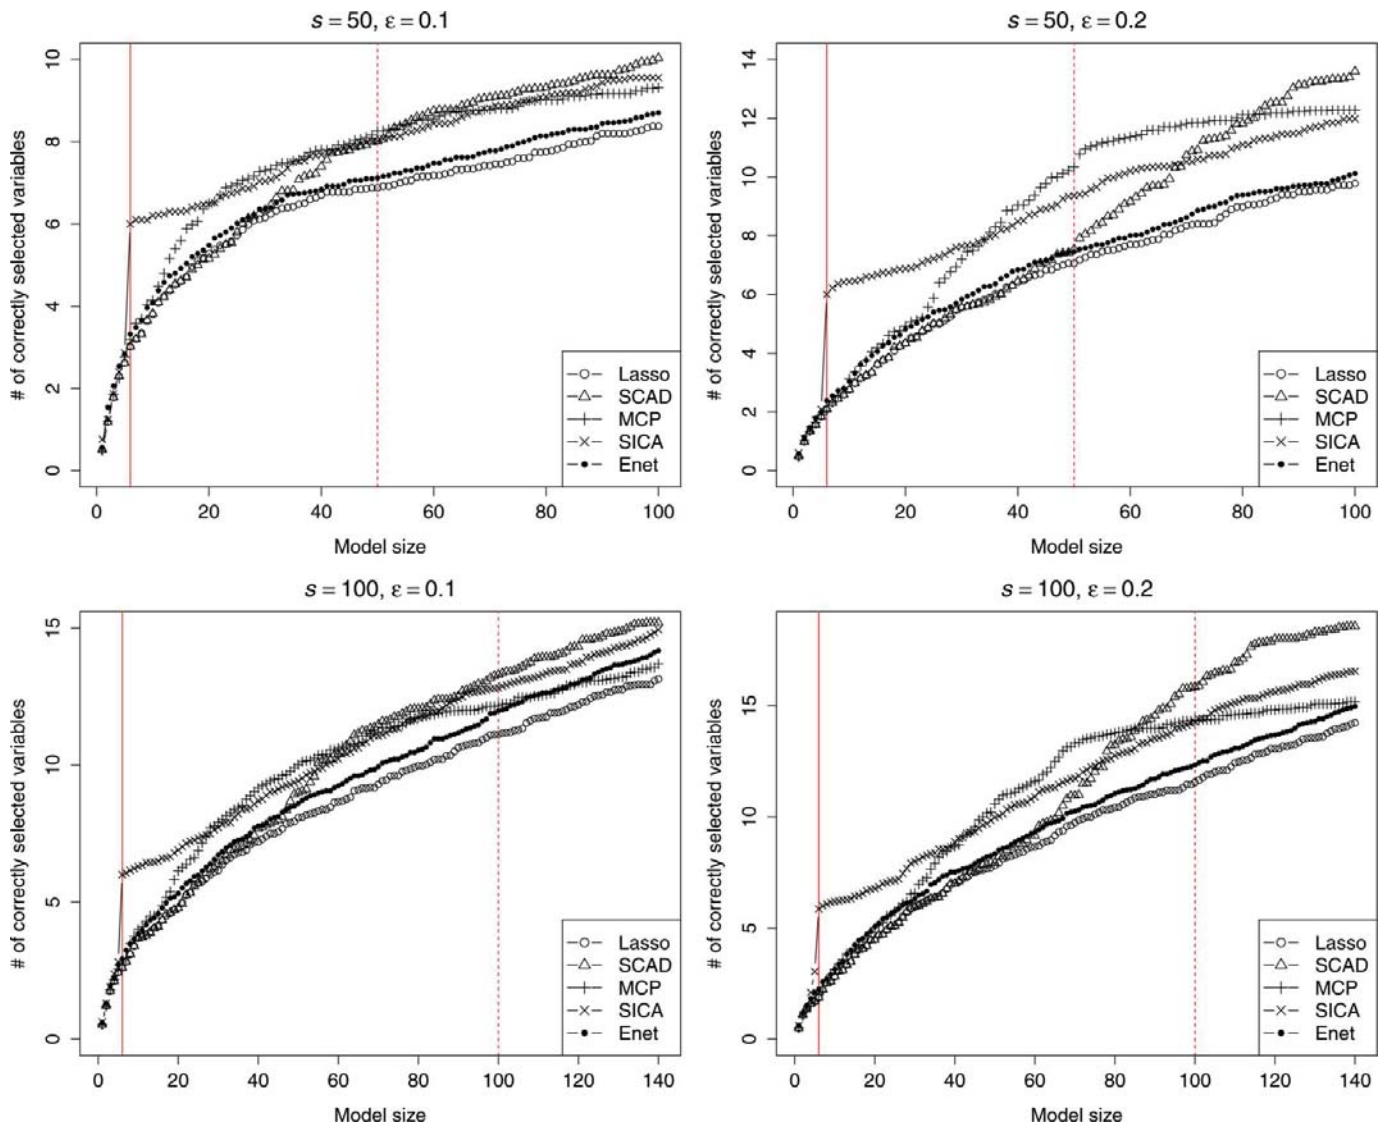 s = 50, ε = 0.1
# of correctly selected variables
10
8
6
4
2
0
Lasso
SCAD
MCP
SICA
Enet
0 20 40 60 80 100
Model size
s = 50, ε = 0.2
# of correctly selected variables
14
12
10
8
6
4
2
0
Lasso
SCAD
MCP
SICA
Enet
0 20 40 60 80 100
Model size
s = 100, ε = 0.1
# of correctly selected variables
15
10
5
0
Lasso
SCAD
MCP
SICA
Enet
0 20 40 60 80 100 120 140
Model size
s = 100, ε = 0.2
# of correctly selected variables
15
10
5
0
Lasso
SCAD
MCP
SICA
Enet
0 20 40 60 80 100 120 140
Model size